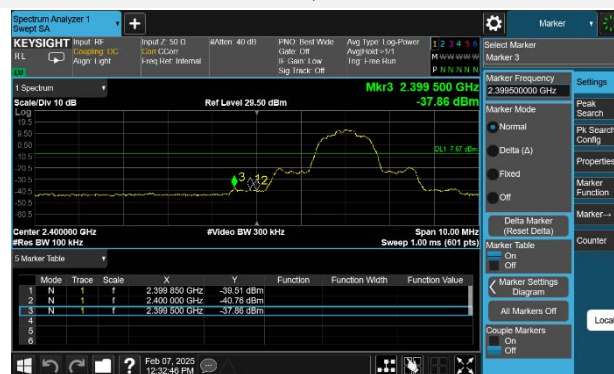 Spectrum Analyzer 1
Swept SA
Marker
KEYSIGHT
RL
Input: RF
Coupling: DC
Align: Light
Input Z: 50 Ω
Corr CCorr
Freq Ref: Internal
#Atten: 40 dB
PNO: Best Wide
Gate: Off
IF Gain: Low
Sig Track: Off
Avg Type: Log-Power
Avg|Hold:>1/1
Trig: Free Run
1 2 3 4 5 6
M W W W W W
P N N N N N
LW
Select Marker
Marker 3
1 Spectrum
Scale/Div 10 dB
Ref Level 29.50 dBm
Mkr3 2.399 500 GHz
-37.86 dBm
Log
19.5
9.50
-0.50
-10.5
-20.5
-30.5
-40.5
-50.5
-60.5
DL1 7.67 dBm
3
1
2
Center 2.400000 GHz
#Res BW 100 kHz
#Video BW 300 kHz
Span 10.00 MHz
Sweep 1.00 ms (601 pts)
5 Marker Table
Mode Trace Scale X Y Function Function Width Function Value
1 N 1 f 2.399 850 GHz -39.51 dBm
2 N 1 f 2.400 000 GHz -40.76 dBm
3 N 1 f 2.399 500 GHz -37.86 dBm
4
5
6
Marker Frequency
2.399500000 GHz
Marker Mode
Normal
Delta (Δ)
Fixed
Off
Delta Marker
(Reset Delta)
Marker Table
On
Off
Marker Settings
Diagram
All Markers Off
Couple Markers
On
Off
Settings
Peak
Search
Pk Search
Config
Properties
Marker
Function
Marker→
Counter
Local
?
Feb 07, 2025
12:32:46 PM